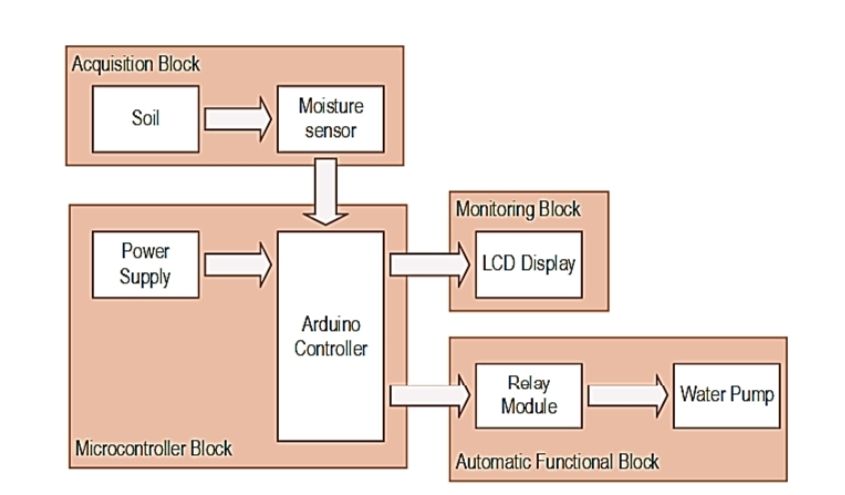 Acquisition Block
Soil
Moisture
sensor
Power
Supply
Arduino
Controller
Microcontroller Block
Monitoring Block
LCD Display
Relay
Module
Water Pump
Automatic Functional Block